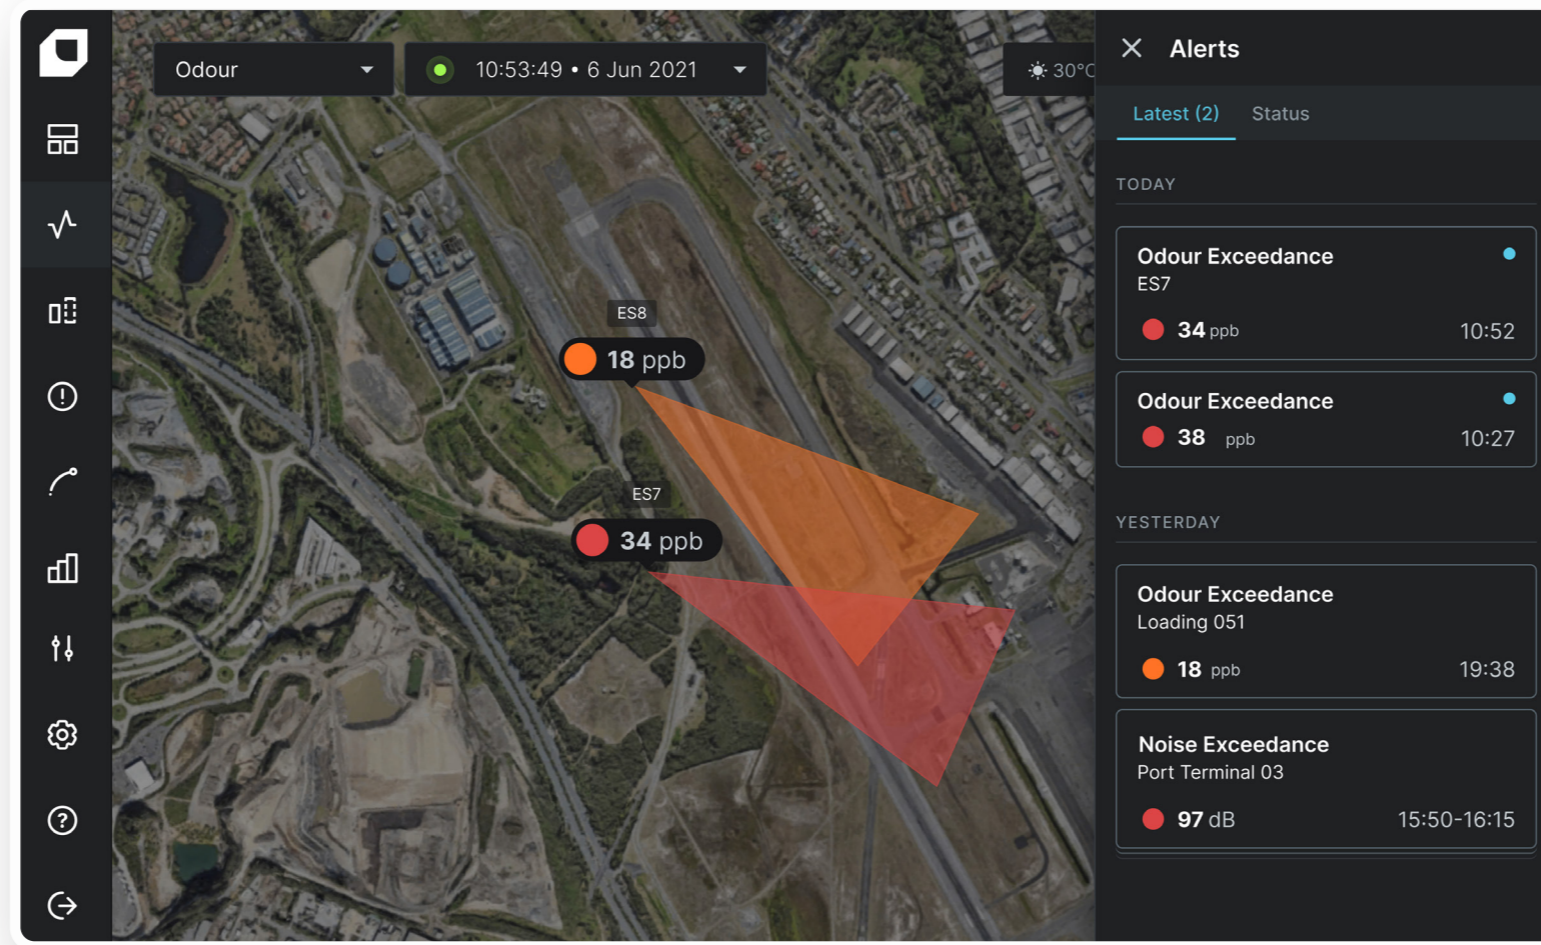 Odour
10:53:49 • 6 Jun 2021
30°C
Alerts
Latest (2)
Status
TODAY
Odour Exceedance
ES7
34 ppb
10:52
Odour Exceedance
38 ppb
10:27
YESTERDAY
Odour Exceedance
Loading 051
18 ppb
19:38
Noise Exceedance
Port Terminal 03
97 dB
15:50-16:15
ES8
18 ppb
ES7
34 ppb